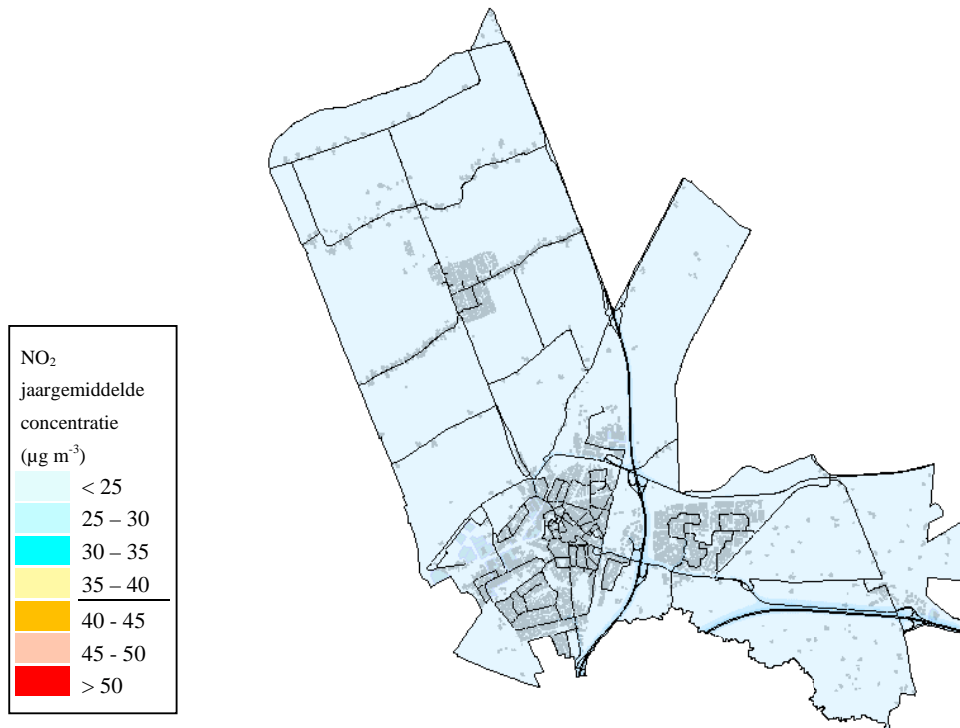 NO₂
jaargemiddelde
concentratie
(µg m⁻³)
< 25
25 – 30
30 – 35
35 – 40
40 - 45
45 - 50
> 50